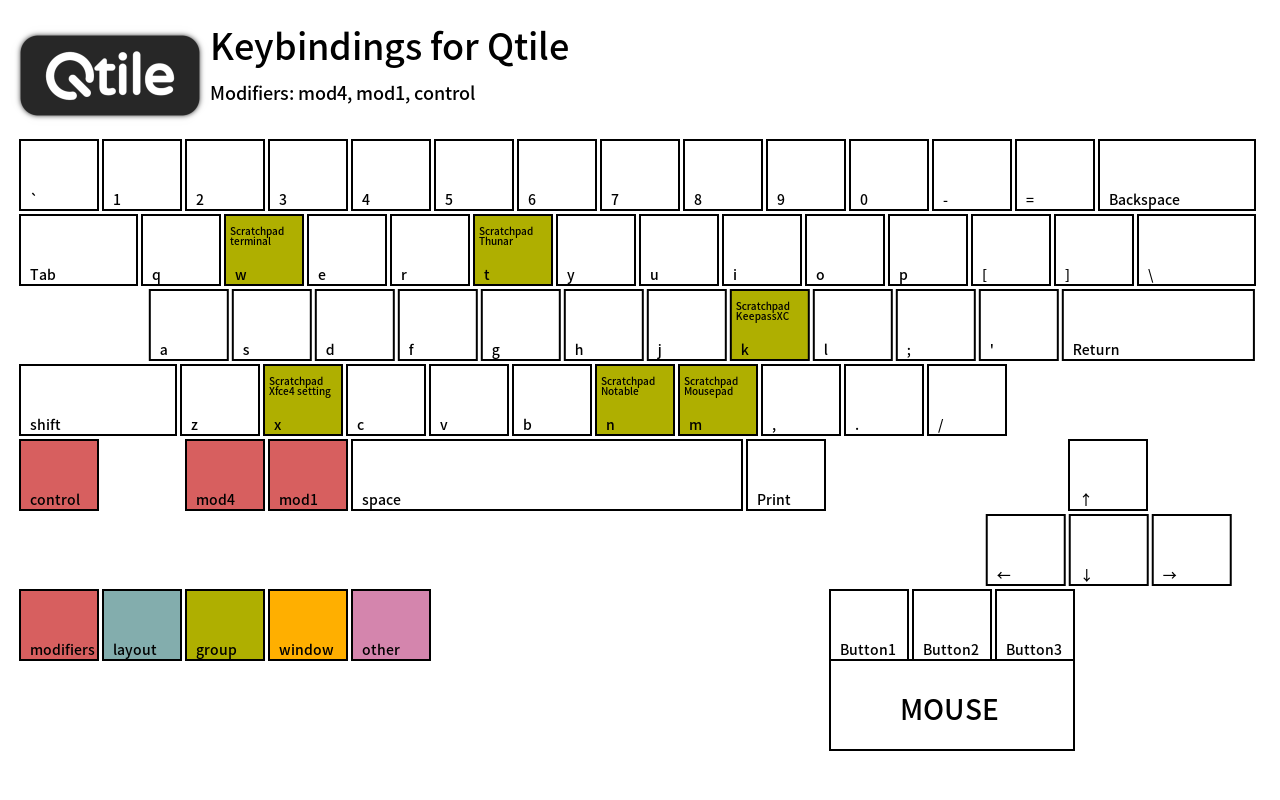 Qtile
Keybindings for Qtile
Modifiers: mod4, mod1, control
` 1 2 3 4 5 6 7 8 9 0 - = Backspace
Scratchpad
terminal
Scratchpad
Thunar
Tab q w e r t y u i o p [ ] \
Scratchpad
KeepassXC
a s d f g h j k l ; ' Return
Scratchpad
Xfce4 setting
Scratchpad
Notable
Scratchpad
Mousepad
shift z x c v b n m , . /
control mod4 mod1 space Print ↑
← ↓ →
modifiers layout group window other Button1 Button2 Button3
MOUSE